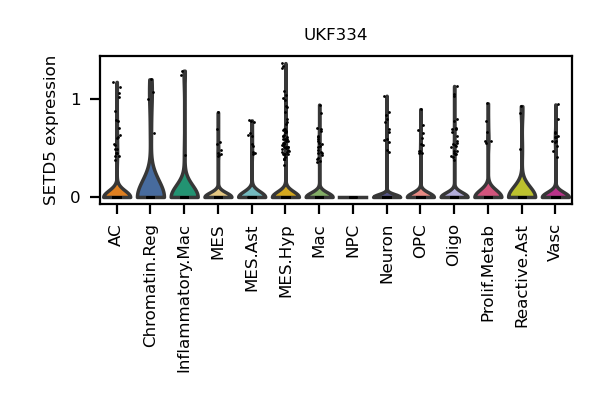 UKF334
SETD5 expression
1
0
AC
Chromatin.Reg
Inflammatory.Mac
MES
MES.Ast
MES.Hyp
Mac
NPC
Neuron
OPC
Oligo
Prolif.Metab
Reactive.Ast
Vasc